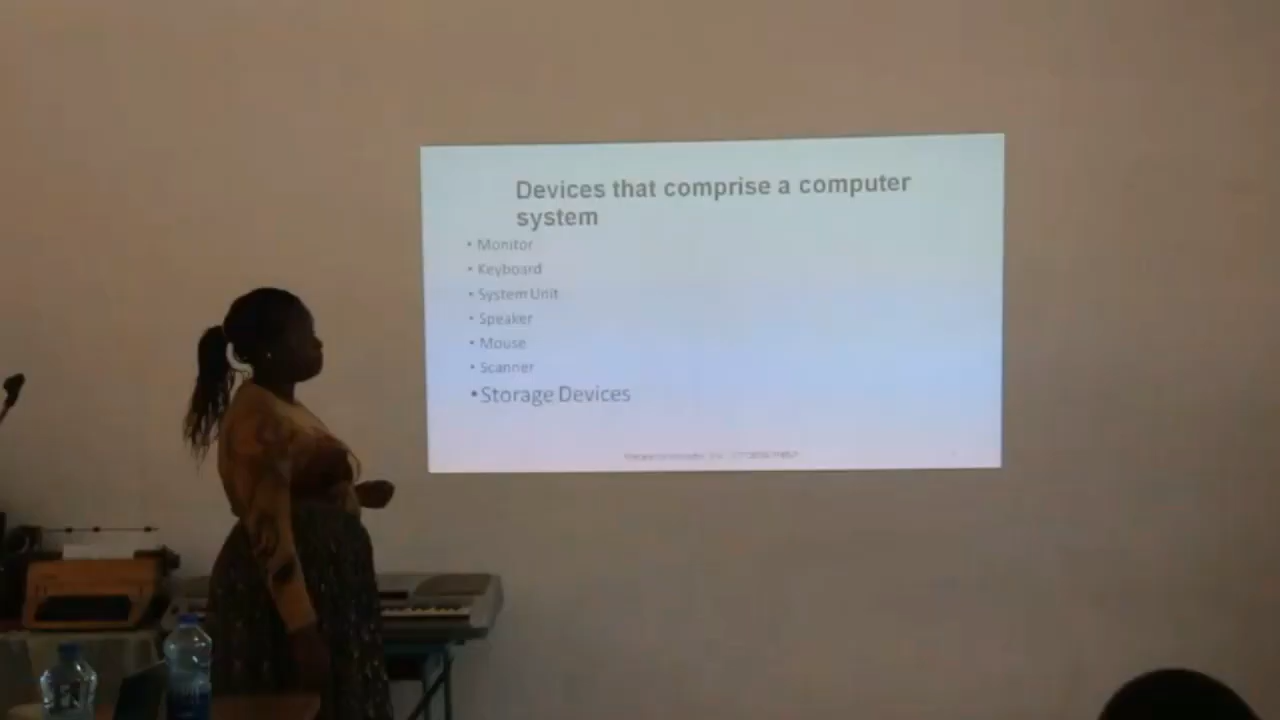 Devices that comprise a computer
system
• Monitor
• Keyboard
• System Unit
• Speaker
• Mouse
• Scanner
• Storage Devices